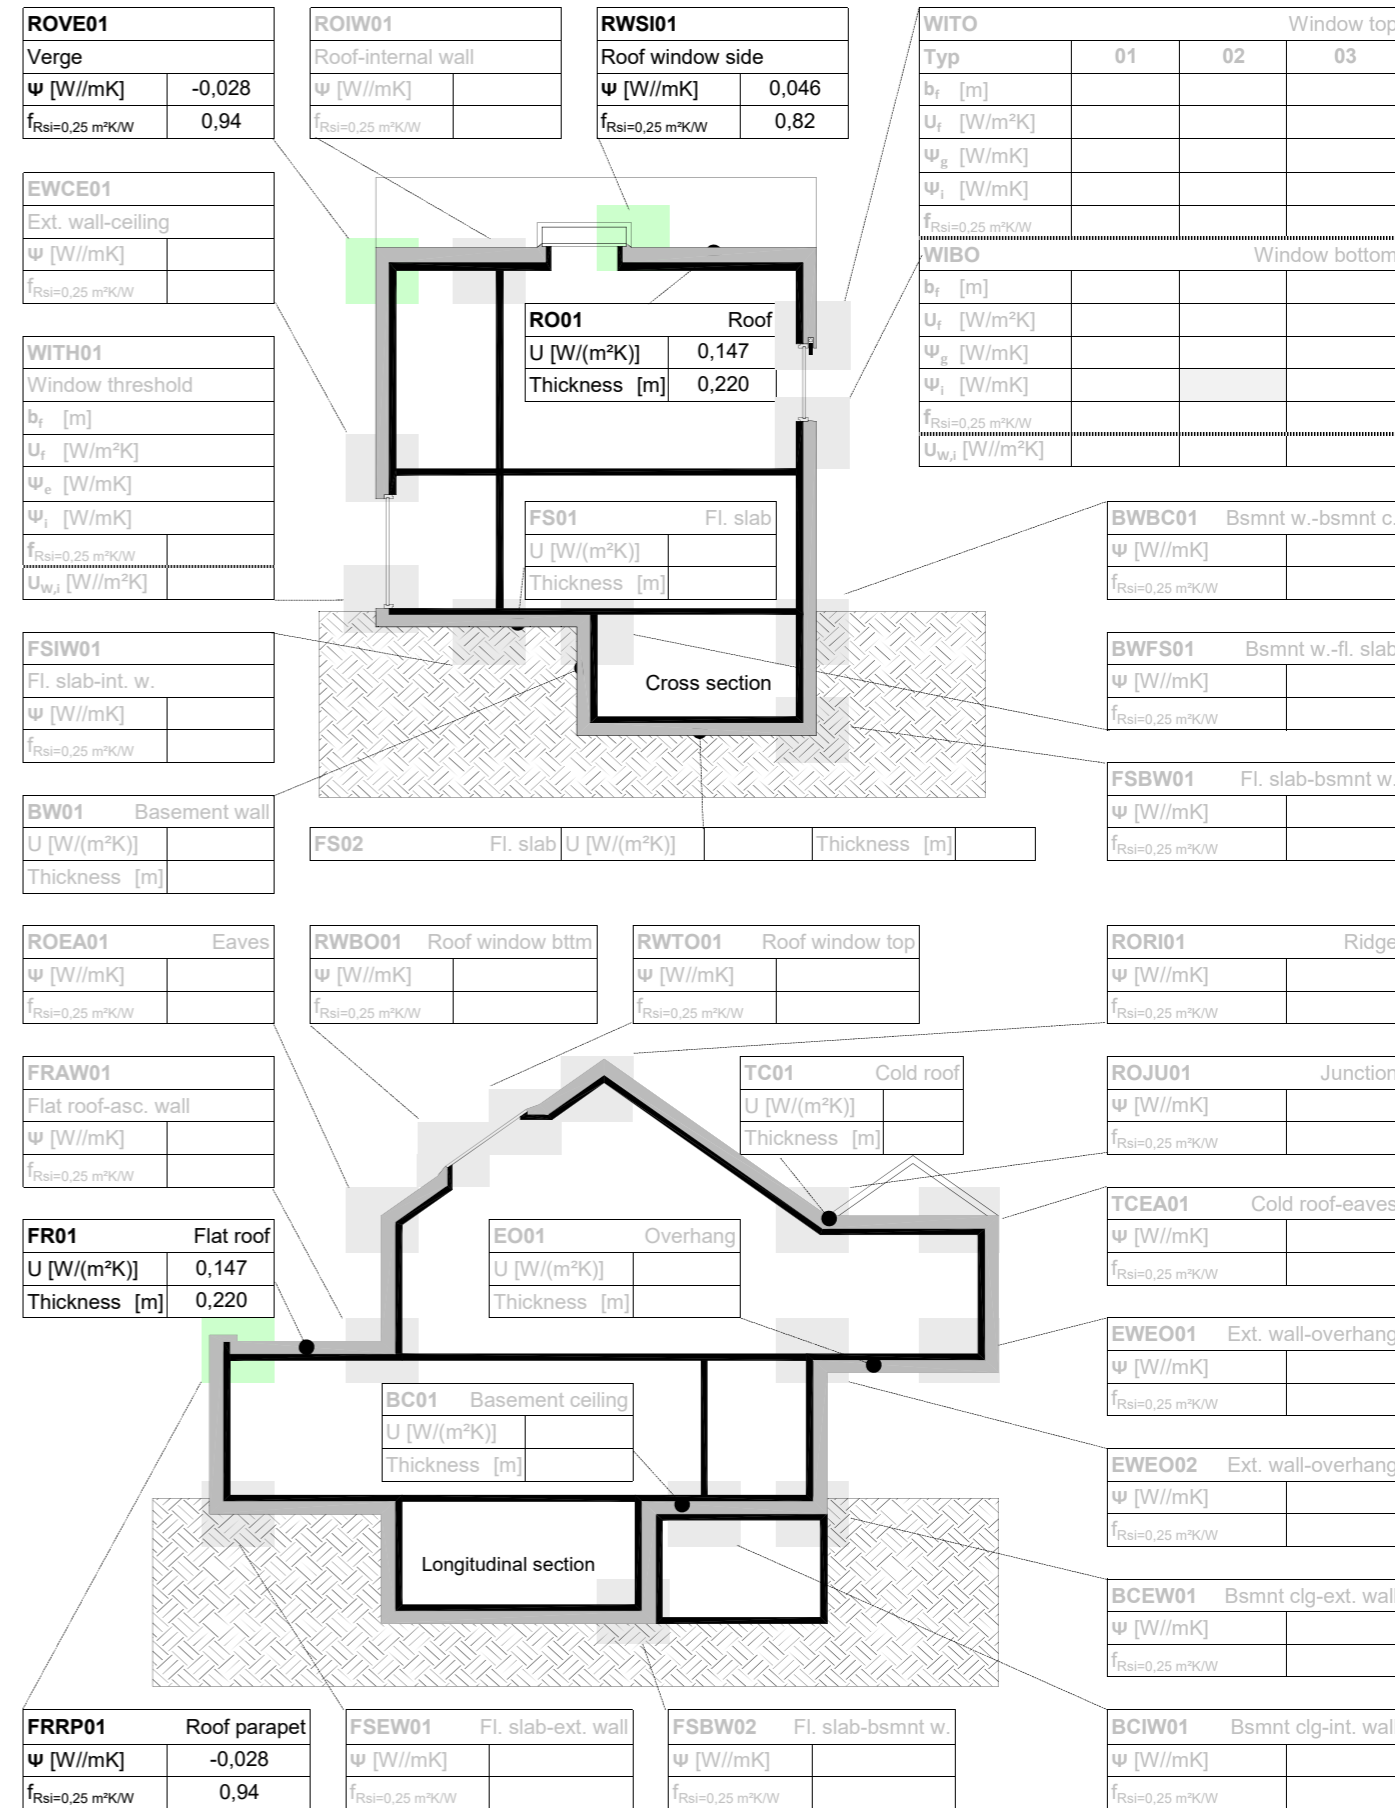 ROVE01
Verge
Ψ [W//mK] -0,028
fRsi=0,25 m²K/W 0,94
ROIW01
Roof-internal wall
Ψ [W//mK]
fRsi=0,25 m²K/W
RWSI01
Roof window side
Ψ [W//mK] 0,046
fRsi=0,25 m²K/W 0,82
WITO Window top
Typ 01 02 03
bf [m]
Uf [W/m²K]
Ψg [W/mK]
Ψi [W/mK]
fRsi=0,25 m²K/W
WIBO Window bottom
bf [m]
Uf [W/m²K]
Ψg [W/mK]
Ψi [W/mK]
fRsi=0,25 m²K/W
UW,i [W//m²K]
EWCE01
Ext. wall-ceiling
Ψ [W//mK]
fRsi=0,25 m²K/W
RO01 Roof
U [W/(m²K)] 0,147
Thickness [m] 0,220
WITH01
Window threshold
bf [m]
Uf [W/m²K]
Ψe [W/mK]
Ψi [W/mK]
fRsi=0,25 m²K/W
UW,i [W//m²K]
FS01 Fl. slab
U [W/(m²K)]
Thickness [m]
BWBC01 Bsmnt w.-bsmnt c.
Ψ [W//mK]
fRsi=0,25 m²K/W
FSIW01
Fl. slab-int. w.
Ψ [W//mK]
fRsi=0,25 m²K/W
Cross section
BWFS01 Bsmnt w.-fl. slab
Ψ [W//mK]
fRsi=0,25 m²K/W
FSBW01 Fl. slab-bsmnt w.
Ψ [W//mK]
fRsi=0,25 m²K/W
BW01 Basement wall
U [W/(m²K)]
Thickness [m]
FS02 Fl. slab U [W/(m²K)] Thickness [m]
ROEA01 Eaves
Ψ [W//mK]
fRsi=0,25 m²K/W
RWBO01 Roof window bttm
Ψ [W//mK]
fRsi=0,25 m²K/W
RWTO01 Roof window top
Ψ [W//mK]
fRsi=0,25 m²K/W
RORI01 Ridge
Ψ [W//mK]
fRsi=0,25 m²K/W
FRAW01
Flat roof-asc. wall
Ψ [W//mK]
fRsi=0,25 m²K/W
TC01 Cold roof
U [W/(m²K)]
Thickness [m]
ROJU01 Junction
Ψ [W//mK]
fRsi=0,25 m²K/W
TCEA01 Cold roof-eaves
Ψ [W//mK]
fRsi=0,25 m²K/W
FR01 Flat roof
U [W/(m²K)] 0,147
Thickness [m] 0,220
EO01 Overhang
U [W/(m²K)]
Thickness [m]
EWEO01 Ext. wall-overhang
Ψ [W//mK]
fRsi=0,25 m²K/W
BC01 Basement ceiling
U [W/(m²K)]
Thickness [m]
EWEO02 Ext. wall-overhang
Ψ [W//mK]
fRsi=0,25 m²K/W
Longitudinal section
BCEW01 Bsmnt clg-ext. wall
Ψ [W//mK]
fRsi=0,25 m²K/W
FRRP01 Roof parapet
Ψ [W//mK] -0,028
fRsi=0,25 m²K/W 0,94
FSEW01 Fl. slab-ext. wall
Ψ [W//mK]
fRsi=0,25 m²K/W
FSBW02 Fl. slab-bsmnt w.
Ψ [W//mK]
fRsi=0,25 m²K/W
BCIW01 Bsmnt clg-int. wall
Ψ [W//mK]
fRsi=0,25 m²K/W